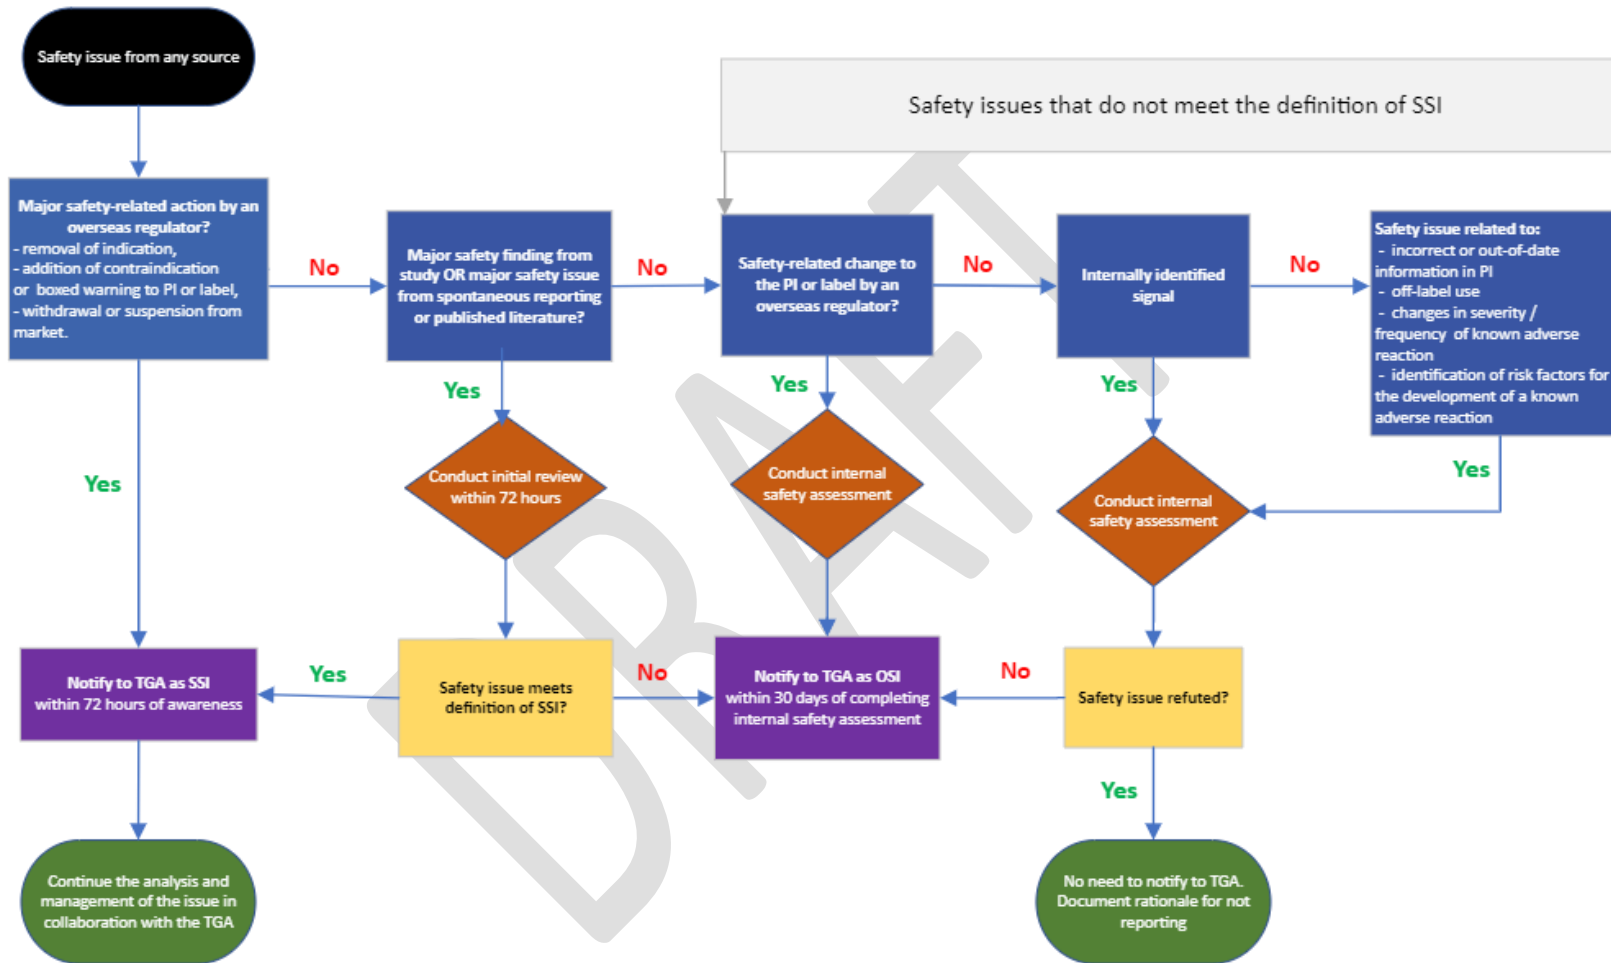 Safety issue from any source
Safety issues that do not meet the definition of SSI
Major safety-related action by an
overseas regulator?
- removal of indication,
- addition of contraindication
or boxed warning to PI or label,
- withdrawal or suspension from
market.
No
Major safety finding from
study OR major safety issue
from spontaneous reporting
or published literature?
No
Safety-related change to
the PI or label by an
overseas regulator?
No
Internally identified
signal
No
Safety issue related to:
- incorrect or out-of-date
information in PI
- off-label use
- changes in severity /
frequency of known adverse
reaction
- identification of risk factors for
the development of a known
adverse reaction
Yes
Yes
Yes
Yes
Yes
Conduct initial review
within 72 hours
Conduct internal
safety assessment
Conduct internal
safety assessment
Notify to TGA as SSI
within 72 hours of awareness
Yes
Safety issue meets
definition of SSI?
No
Notify to TGA as OSI
within 30 days of completing
internal safety assessment
No
Safety issue refuted?
Yes
Continue the analysis and
management of the issue in
collaboration with the TGA
No need to notify to TGA.
Document rationale for not
reporting
DRAFT